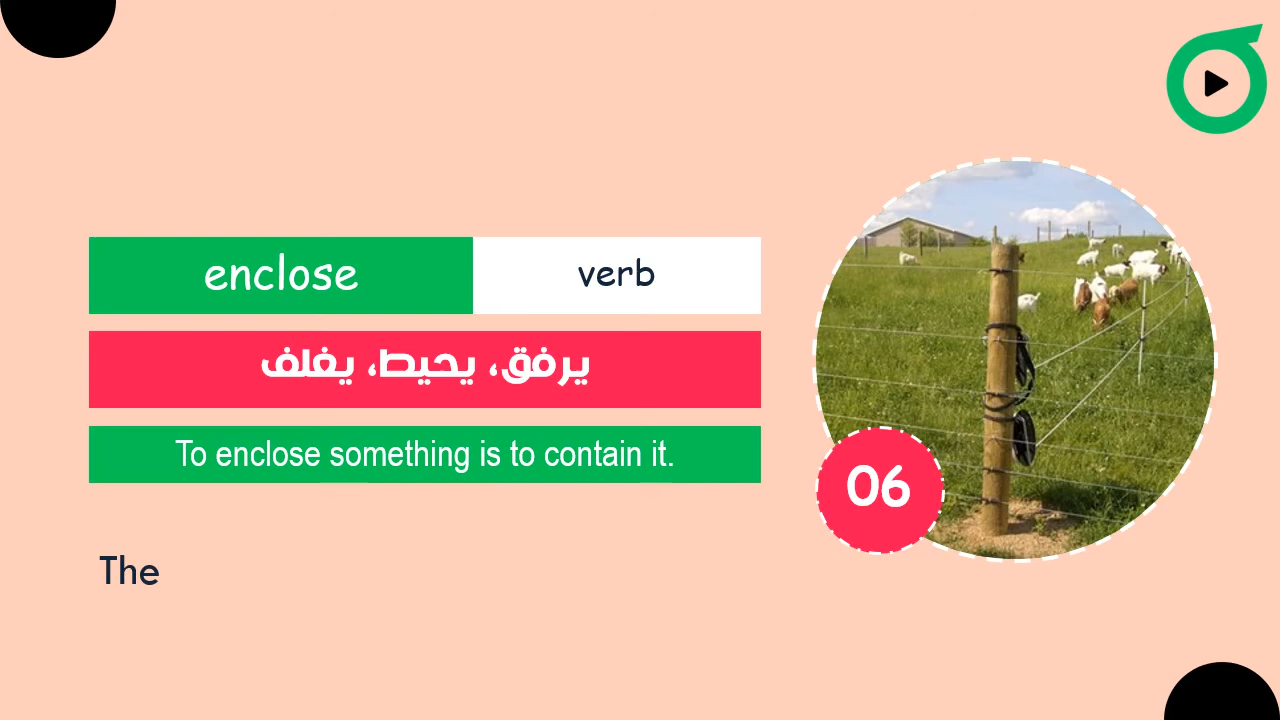 enclose
verb
يرفق، يحيط، يغلف
To enclose something is to contain it.
06
The